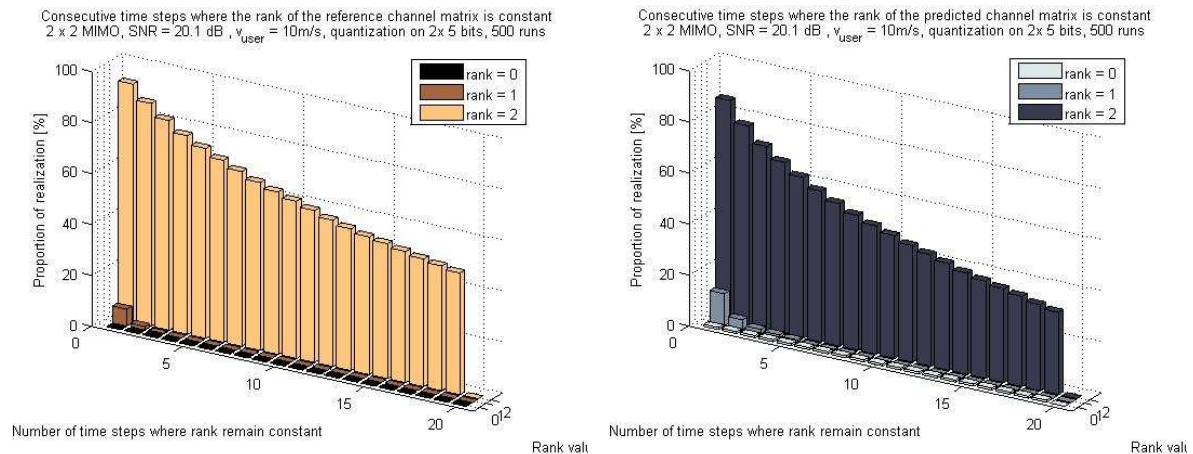 Consecutive time steps where the rank of the reference channel matrix is constant
2 x 2 MIMO, SNR = 20.1 dB , v_user = 10m/s, quantization on 2x 5 bits, 500 runs
rank = 0
rank = 1
rank = 2
Proportion of realization [%]
100
80
60
40
20
0
0
5
10
15
20
0
1
2
Number of time steps where rank remain constant
Rank valu
Consecutive time steps where the rank of the predicted channel matrix is constant
2 x 2 MIMO, SNR = 20.1 dB , v_user = 10m/s, quantization on 2x 5 bits, 500 runs
rank = 0
rank = 1
rank = 2
Proportion of realization [%]
100
80
60
40
20
0
0
5
10
15
20
0
1
2
Number of time steps where rank remain constant
Rank valu